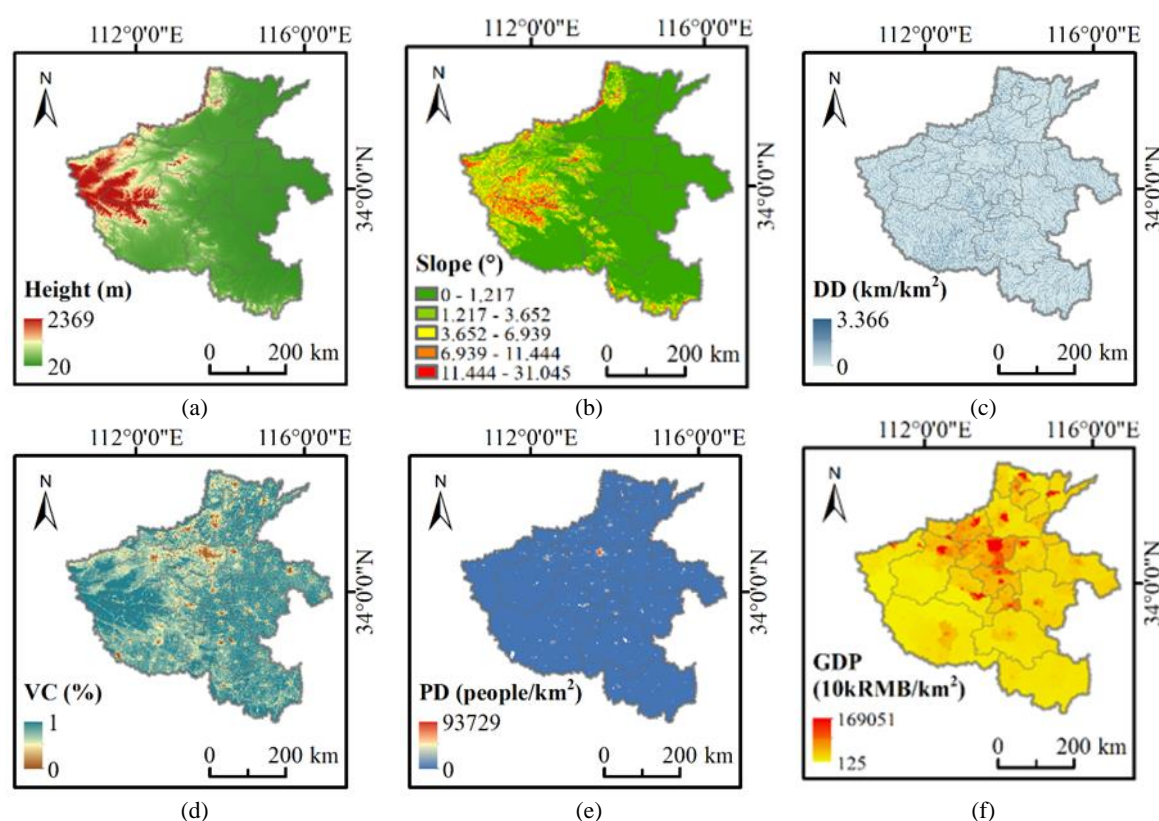 112°0'0"E 116°0'0"E
N
34°0'0"N
Height (m)
2369
20
0 200 km
(a)
112°0'0"E 116°0'0"E
N
34°0'0"N
Slope (°)
0 - 1,217
1.217 - 3.652
3.652 - 6.939
6.939 - 11.444
11.444 - 31.045
0 200 km
(b)
112°0'0"E 116°0'0"E
N
34°0'0"N
DD (km/km²)
3.366
0
0 200 km
(c)
112°0'0"E 116°0'0"E
N
34°0'0"N
VC (%)
1
0
0 200 km
(d)
112°0'0"E 116°0'0"E
N
34°0'0"N
PD (people/km²)
93729
0
0 200 km
(e)
112°0'0"E 116°0'0"E
N
34°0'0"N
GDP
(10kRMB/km²)
169051
125
0 200 km
(f)